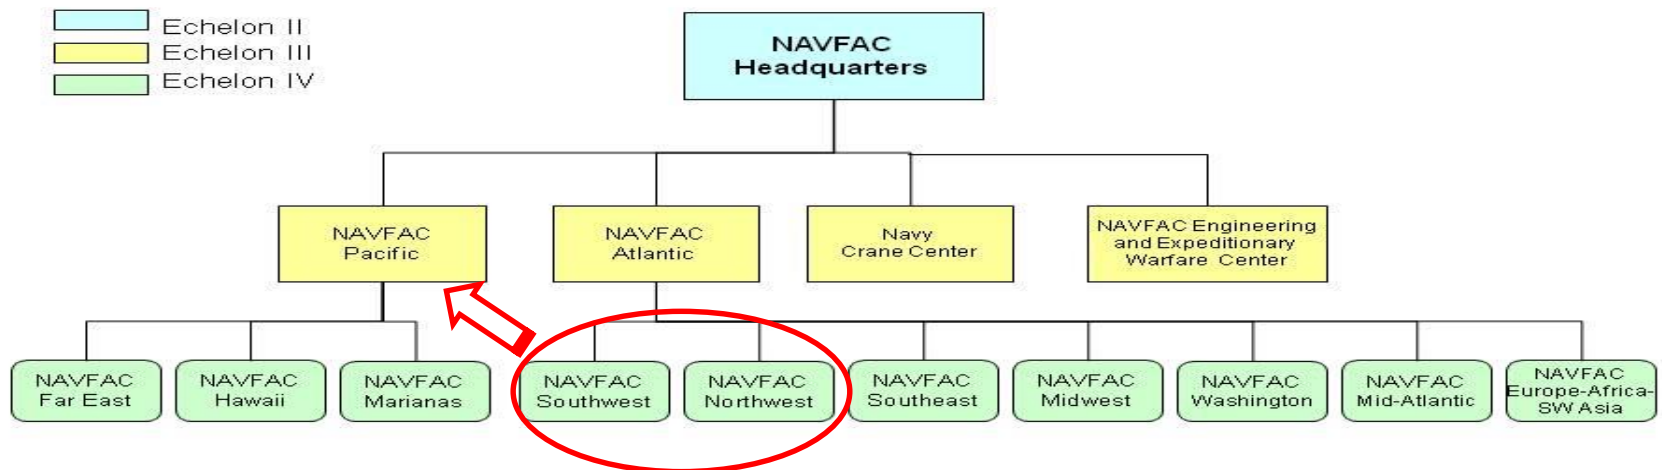 Echelon II
Echelon III
Echelon IV
NAVFAC
Headquarters
NAVFAC
Pacific
NAVFAC
Atlantic
Navy
Crane Center
NAVFAC Engineering
and Expeditionary
Warfare Center
NAVFAC
Far East
NAVFAC
Hawaii
NAVFAC
Marianas
NAVFAC
Southwest
NAVFAC
Northwest
NAVFAC
Southeast
NAVFAC
Midwest
NAVFAC
Washington
NAVFAC
Mid-Atlantic
NAVFAC
Europe-Africa-
SW Asia